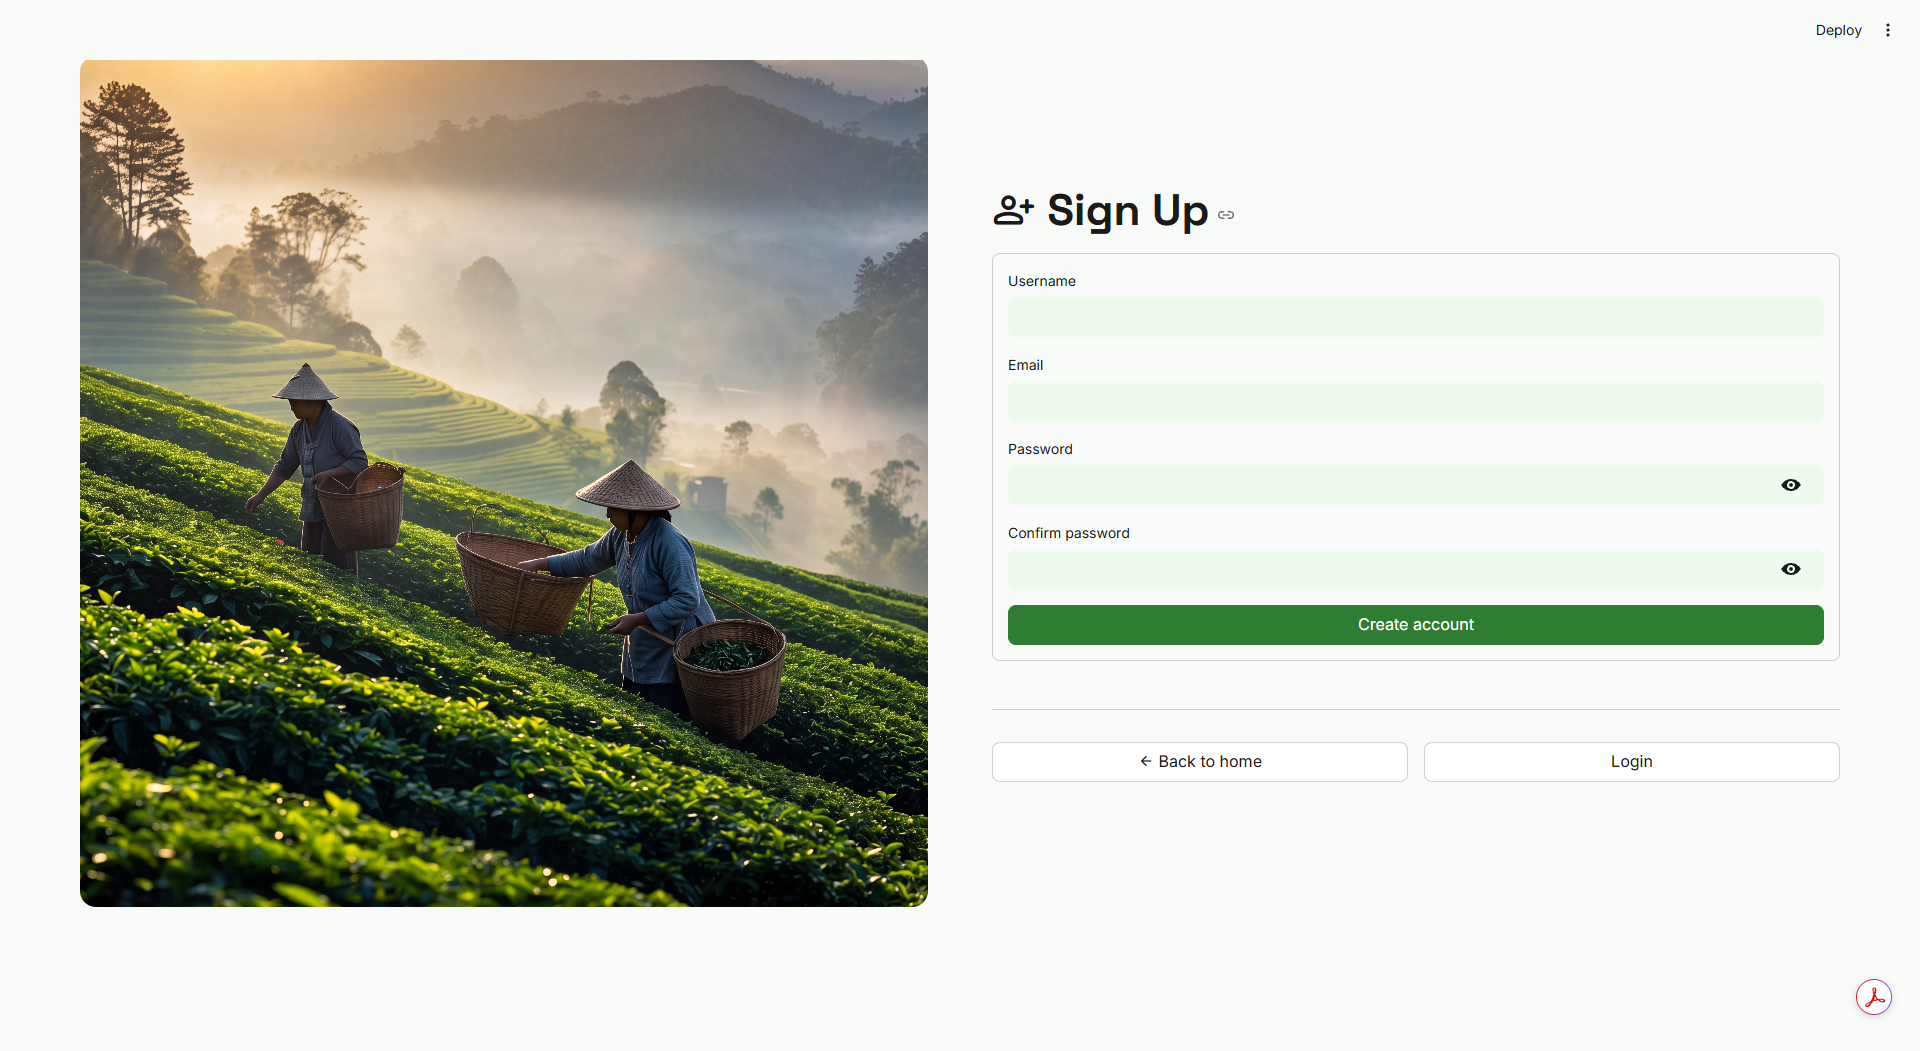 Deploy
Sign Up
Username
Email
Password
Confirm password
Create account
← Back to home
Login